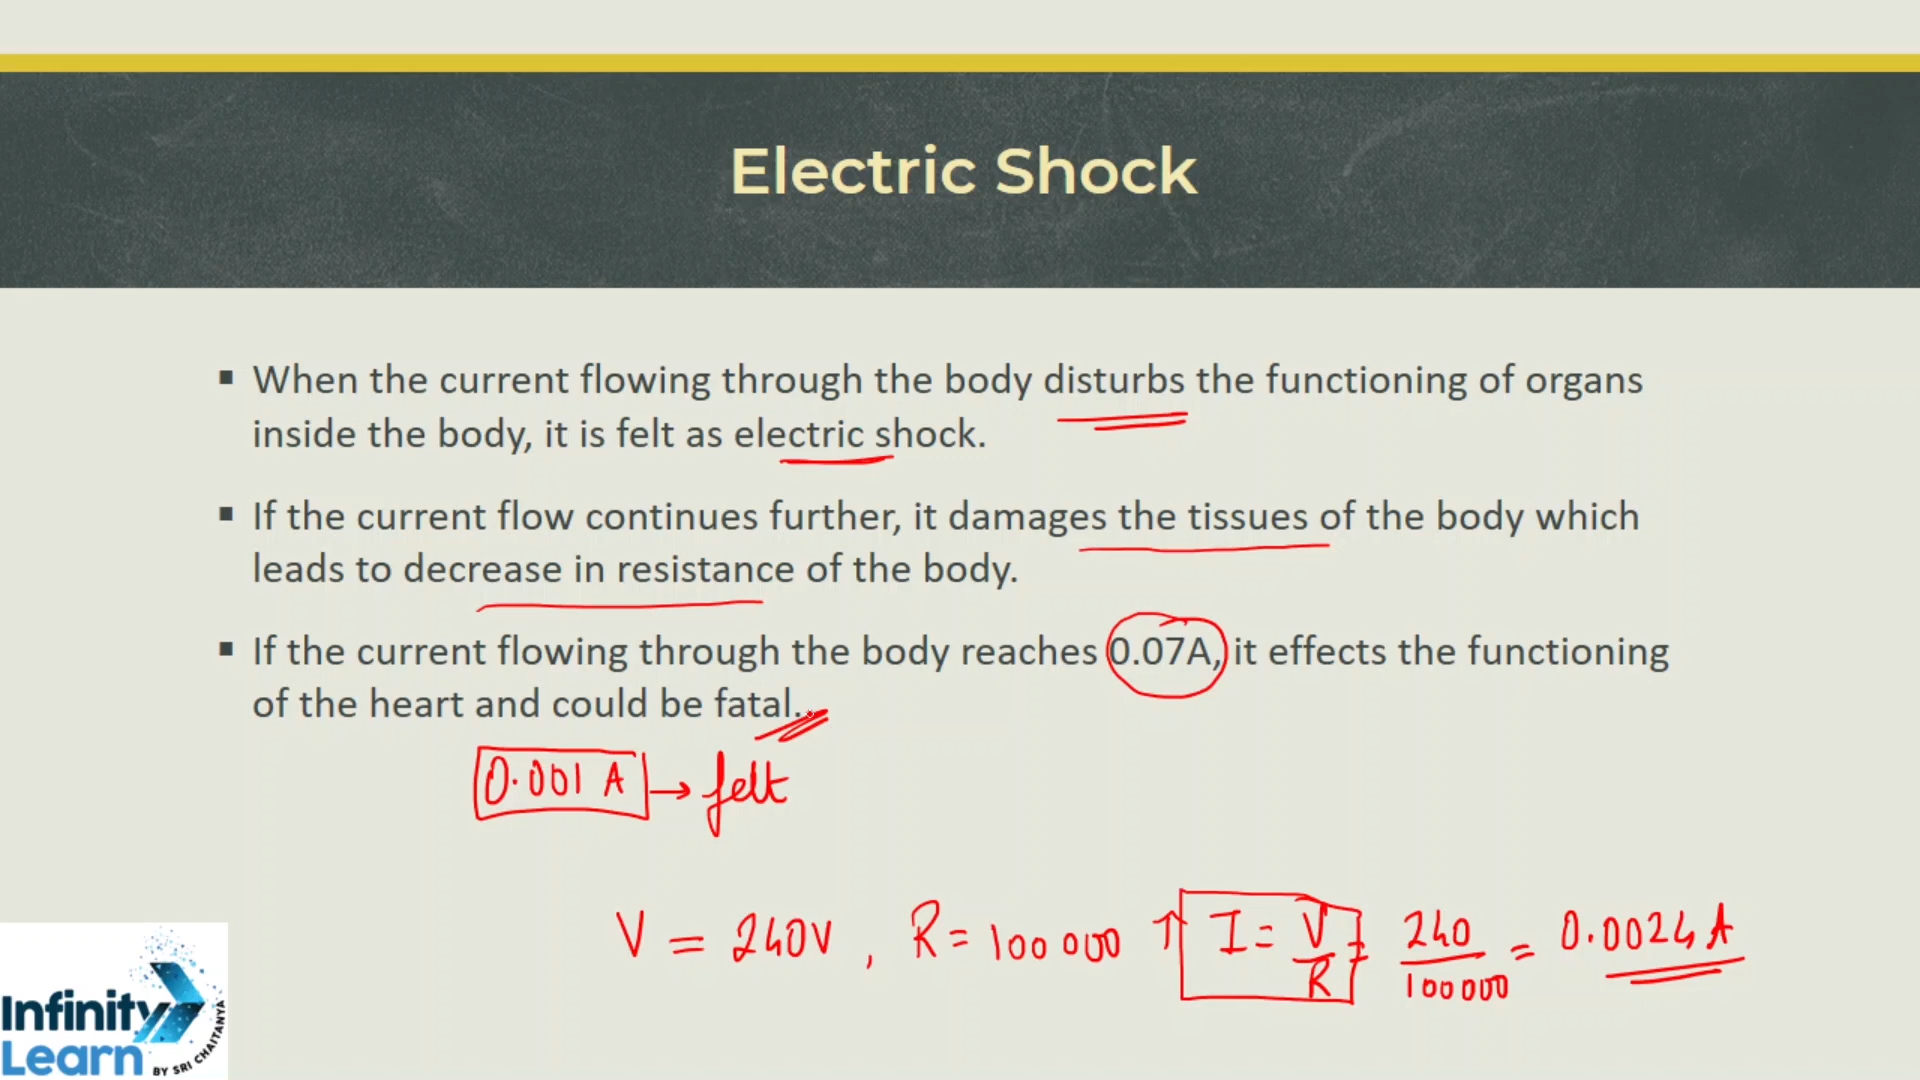 Electric Shock
▪ When the current flowing through the body disturbs the functioning of organs
inside the body, it is felt as electric shock.
▪ If the current flow continues further, it damages the tissues of the body which
leads to decrease in resistance of the body.
▪ If the current flowing through the body reaches 0.07A, it effects the functioning
of the heart and could be fatal.
0.001 A → felt
V = 240V , R = 100000 ↑ I = V/R = 240/100000 = 0.0024 A
Infinity
Learn
BY SRI CHAITANYA